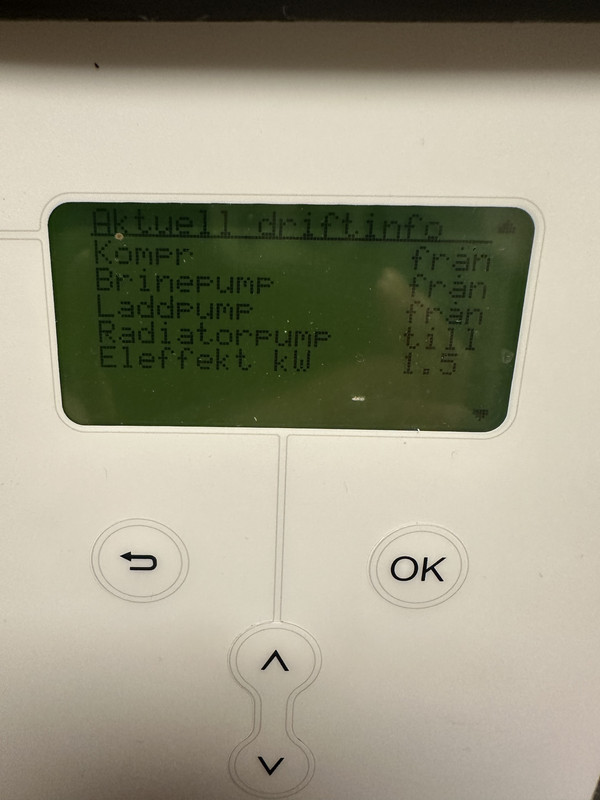 Aktuell driftinfo
Kompr från
Brinepump från
Laddpump från
Radiatorpump till
Eleffekt kW 1.5
OK